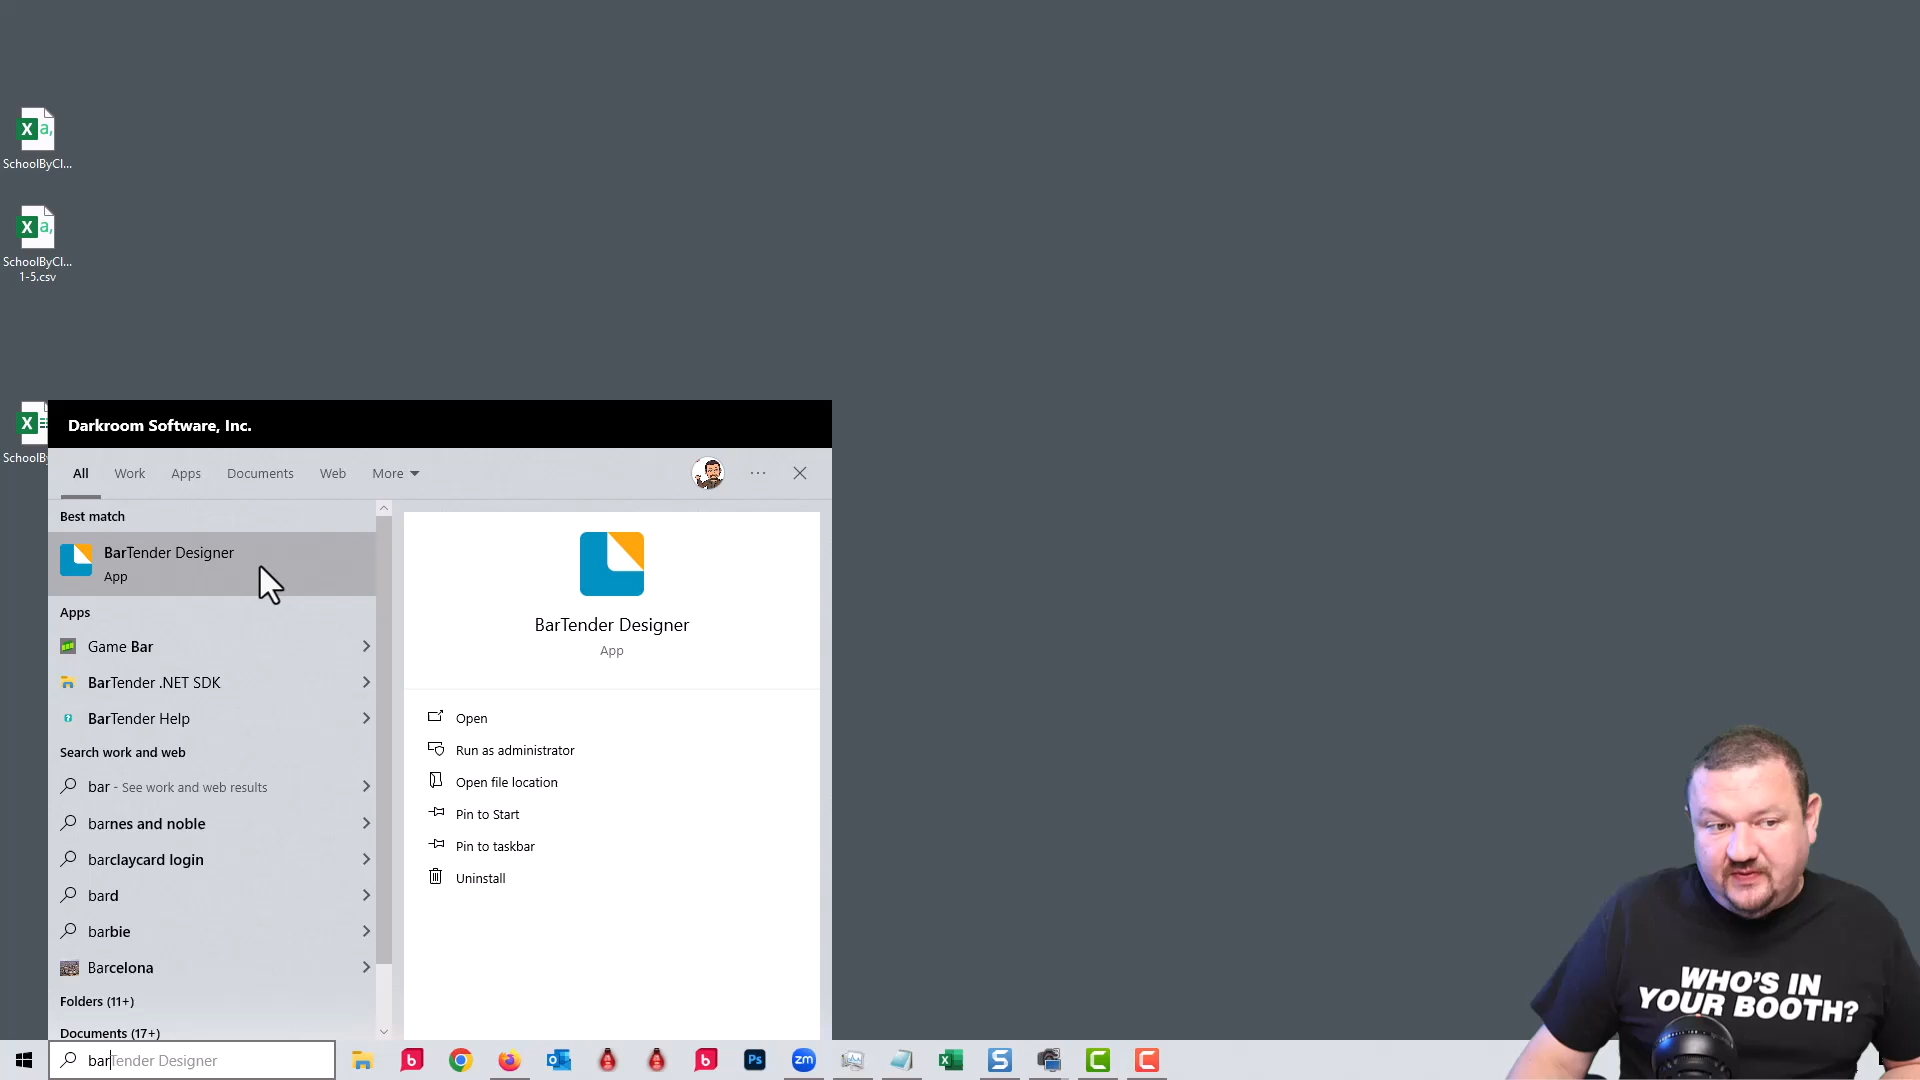 SchoolByCl...
SchoolByCl...
1-5.csv
SchoolBy
Darkroom Software, Inc.
All
Work
Apps
Documents
Web
More
Best match
BarTender Designer
App
Apps
Game Bar
BarTender .NET SDK
BarTender Help
Search work and web
bar - See work and web results
barnes and noble
barclaycard login
bard
barbie
Barcelona
Folders (11+)
Documents (17+)
BarTender Designer
App
Open
Run as administrator
Open file location
Pin to Start
Pin to taskbar
Uninstall
barTender Designer
Ps
zm
WHO'S IN
YOUR BOOTH?